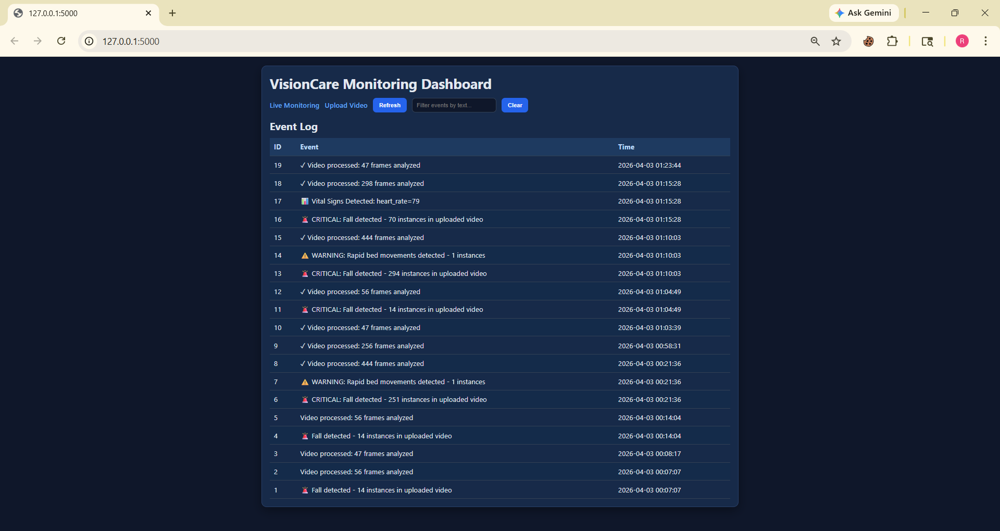 127.0.0.1:5000
Ask Gemini
127.0.0.1:5000
R
VisionCare Monitoring Dashboard
Live Monitoring Upload Video Refresh Filter events by text... Clear
Event Log
ID Event Time
19 ✓ Video processed: 47 frames analyzed 2026-04-03 01:23:44
18 ✓ Video processed: 298 frames analyzed 2026-04-03 01:15:28
17 📊 Vital Signs Detected: heart_rate=79 2026-04-03 01:15:28
16 🚨 CRITICAL: Fall detected - 70 instances in uploaded video 2026-04-03 01:15:28
15 ✓ Video processed: 444 frames analyzed 2026-04-03 01:10:03
14 ⚠️ WARNING: Rapid bed movements detected - 1 instances 2026-04-03 01:10:03
13 🚨 CRITICAL: Fall detected - 294 instances in uploaded video 2026-04-03 01:10:03
12 ✓ Video processed: 56 frames analyzed 2026-04-03 01:04:49
11 🚨 CRITICAL: Fall detected - 14 instances in uploaded video 2026-04-03 01:04:49
10 ✓ Video processed: 47 frames analyzed 2026-04-03 01:03:39
9 ✓ Video processed: 256 frames analyzed 2026-04-03 00:58:31
8 ✓ Video processed: 444 frames analyzed 2026-04-03 00:21:36
7 ⚠️ WARNING: Rapid bed movements detected - 1 instances 2026-04-03 00:21:36
6 🚨 CRITICAL: Fall detected - 251 instances in uploaded video 2026-04-03 00:21:36
5 Video processed: 56 frames analyzed 2026-04-03 00:14:04
4 🚨 Fall detected - 14 instances in uploaded video 2026-04-03 00:14:04
3 Video processed: 47 frames analyzed 2026-04-03 00:08:17
2 Video processed: 56 frames analyzed 2026-04-03 00:07:07
1 🚨 Fall detected - 14 instances in uploaded video 2026-04-03 00:07:07